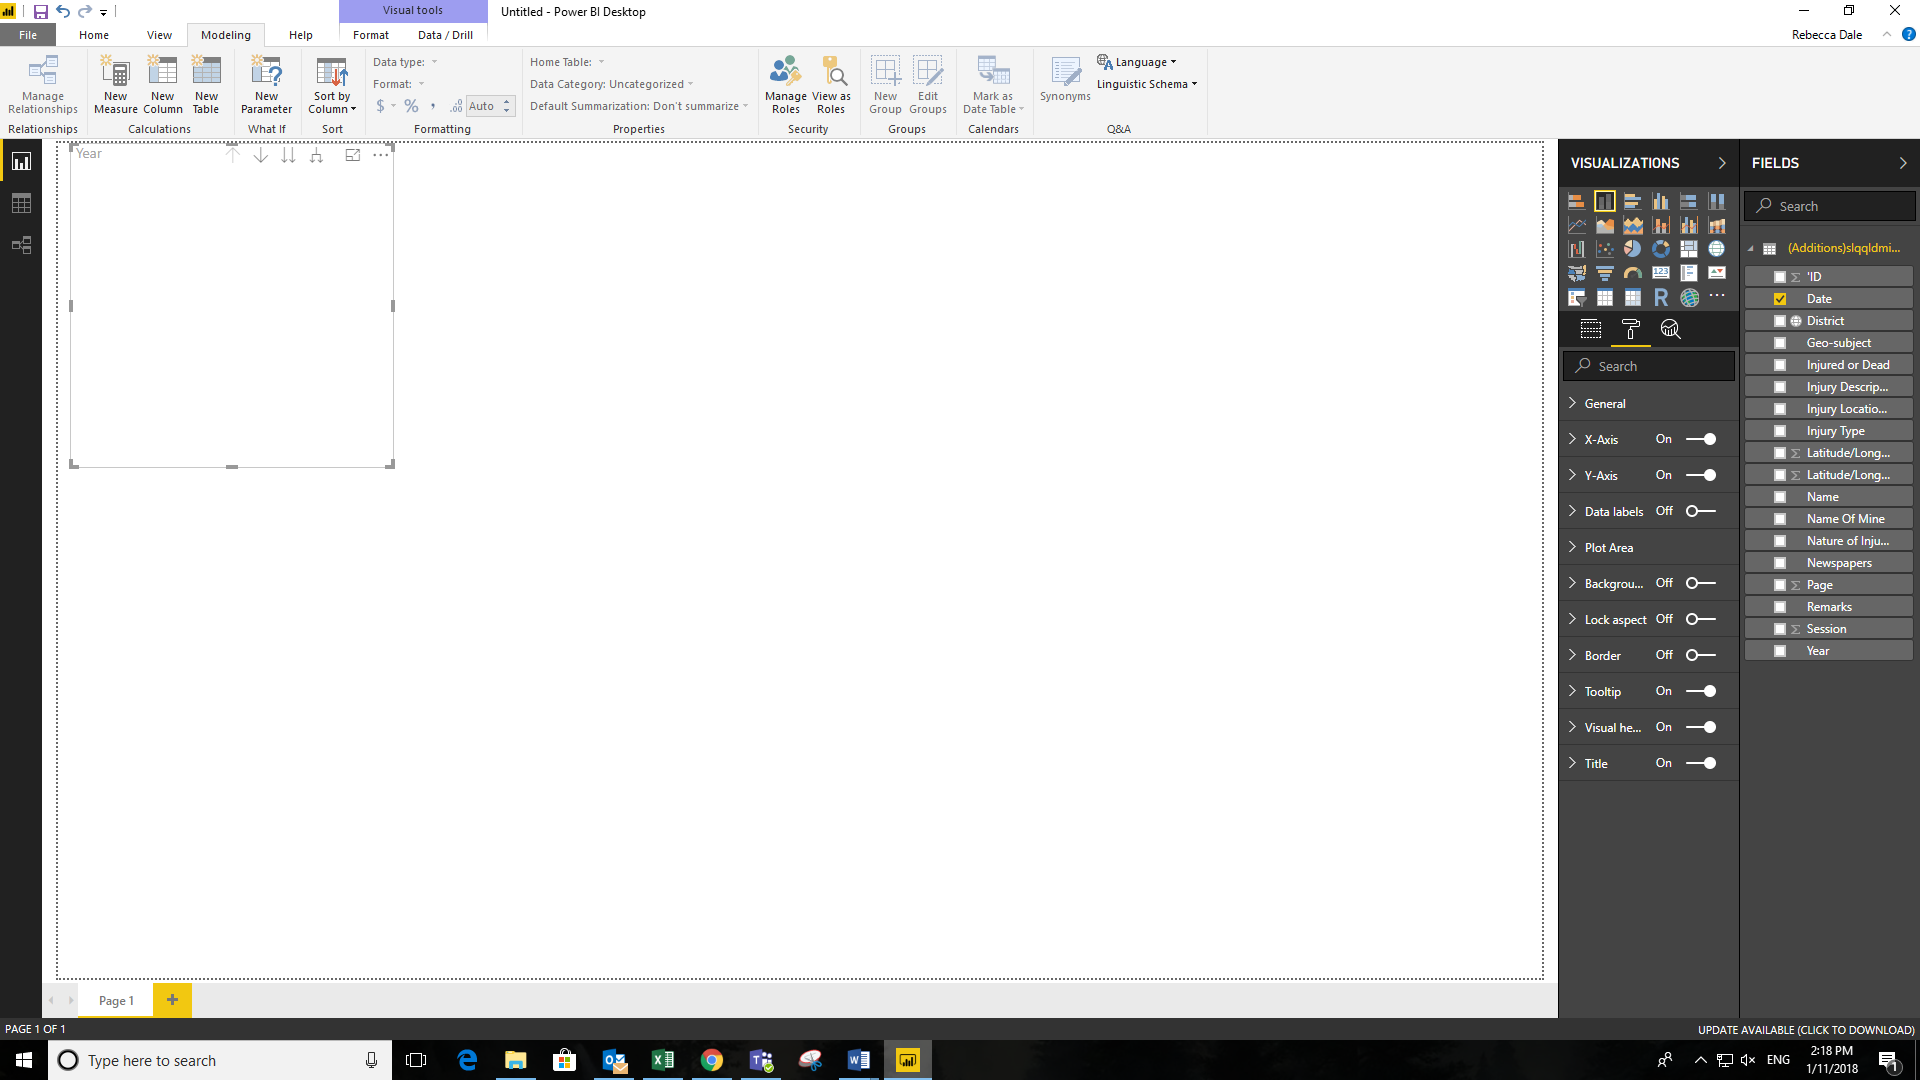 Visual tools
Untitled - Power BI Desktop
File
Home
View
Modeling
Help
Format
Data / Drill
Rebecca Dale
Manage Relationships
New Measure
New Column
New Table
New Parameter
Sort by Column
Data type:
Format:
$ % , .00 Auto
Home Table:
Data Category: Uncategorized
Default Summarization: Don't summarize
Manage Roles
View as Roles
New Group
Edit Groups
Mark as Date Table
Synonyms
Language
Linguistic Schema
Relationships
Calculations
What If
Sort
Formatting
Properties
Security
Groups
Calendars
Q&A
Year
VISUALIZATIONS
123
R
Search
General
X-Axis On
Y-Axis On
Data labels Off
Plot Area
Backgrou... Off
Lock aspect Off
Border Off
Tooltip On
Visual he... On
Title On
FIELDS
Search
(Additions)slqqldmi...
'ID
Date
District
Geo-subject
Injured or Dead
Injury Descrip...
Injury Locatio...
Injury Type
Latitude/Long...
Latitude/Long...
Name
Name Of Mine
Nature of Inju...
Newspapers
Page
Remarks
Session
Year
Page 1
PAGE 1 OF 1
UPDATE AVAILABLE (CLICK TO DOWNLOAD)
Type here to search
ENG
2:18 PM
1/11/2018
1